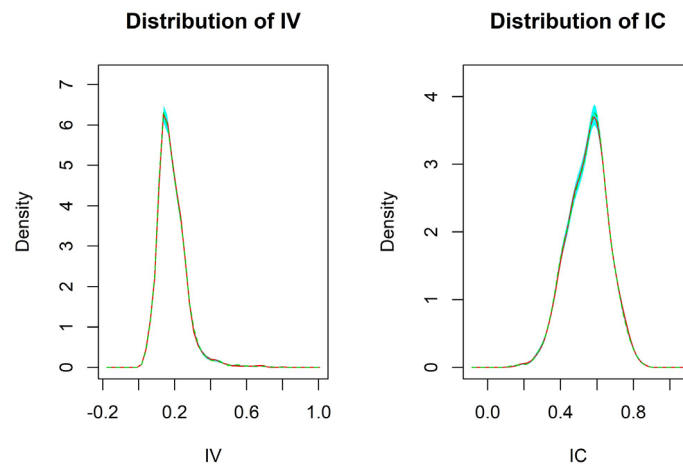 Distribution of IV
Density
0 1 2 3 4 5 6 7
-0.2 0.2 0.6 1.0
IV
Distribution of IC
Density
0 1 2 3 4
0.0 0.4 0.8
IC